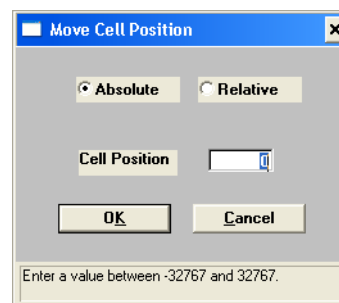 Move Cell Position
Absolute Relative
Cell Position 0
OK Cancel
Enter a value between -32767 and 32767.